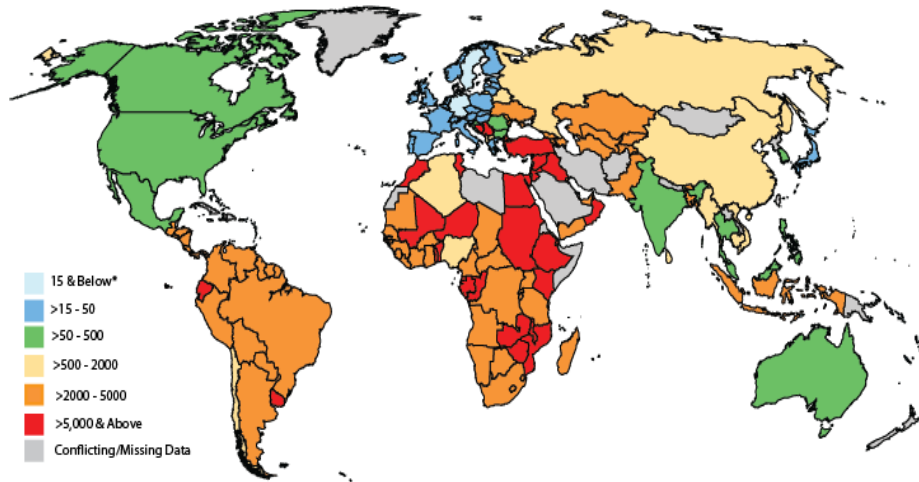 15 & Below*
>15 - 50
>50 - 500
>500 - 2000
>2000 - 5000
>5,000 & Above
Conflicting/Missing Data